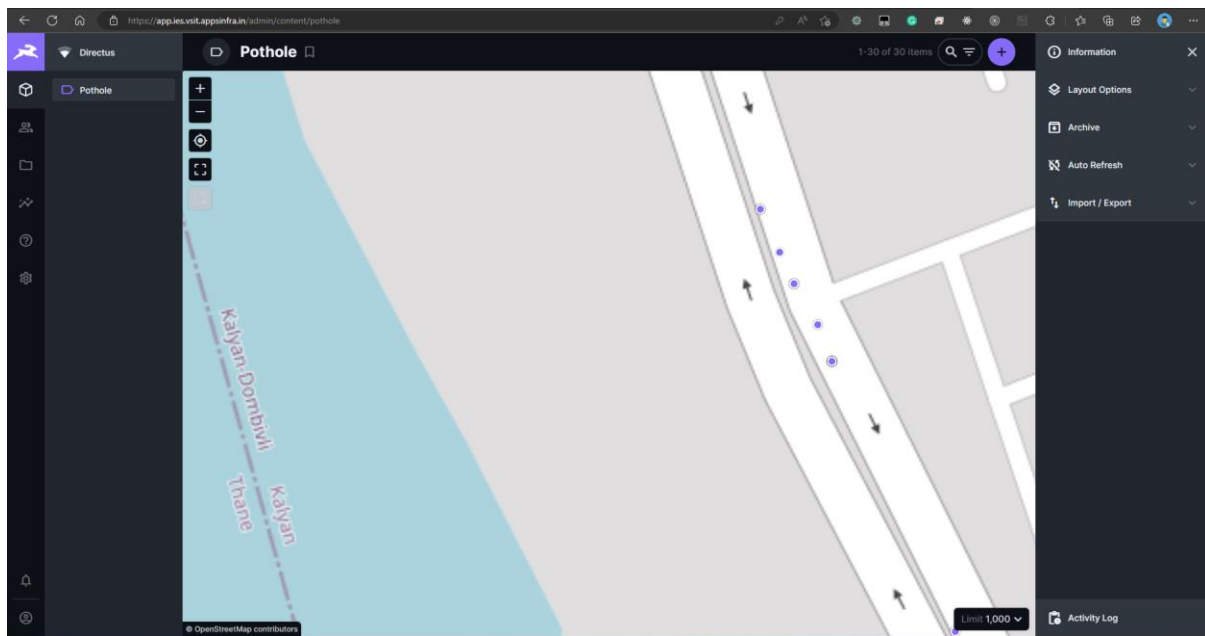 https://app.ies.vsit.appsinfra.in/admin/content/pothole
Directus
Pothole
1-30 of 30 items
Information
Pothole
Layout Options
Archive
Auto Refresh
Import / Export
Kalyan-Dombivli
Kalyan
Thane
© OpenStreetMap contributors
Limit 1,000
Activity Log